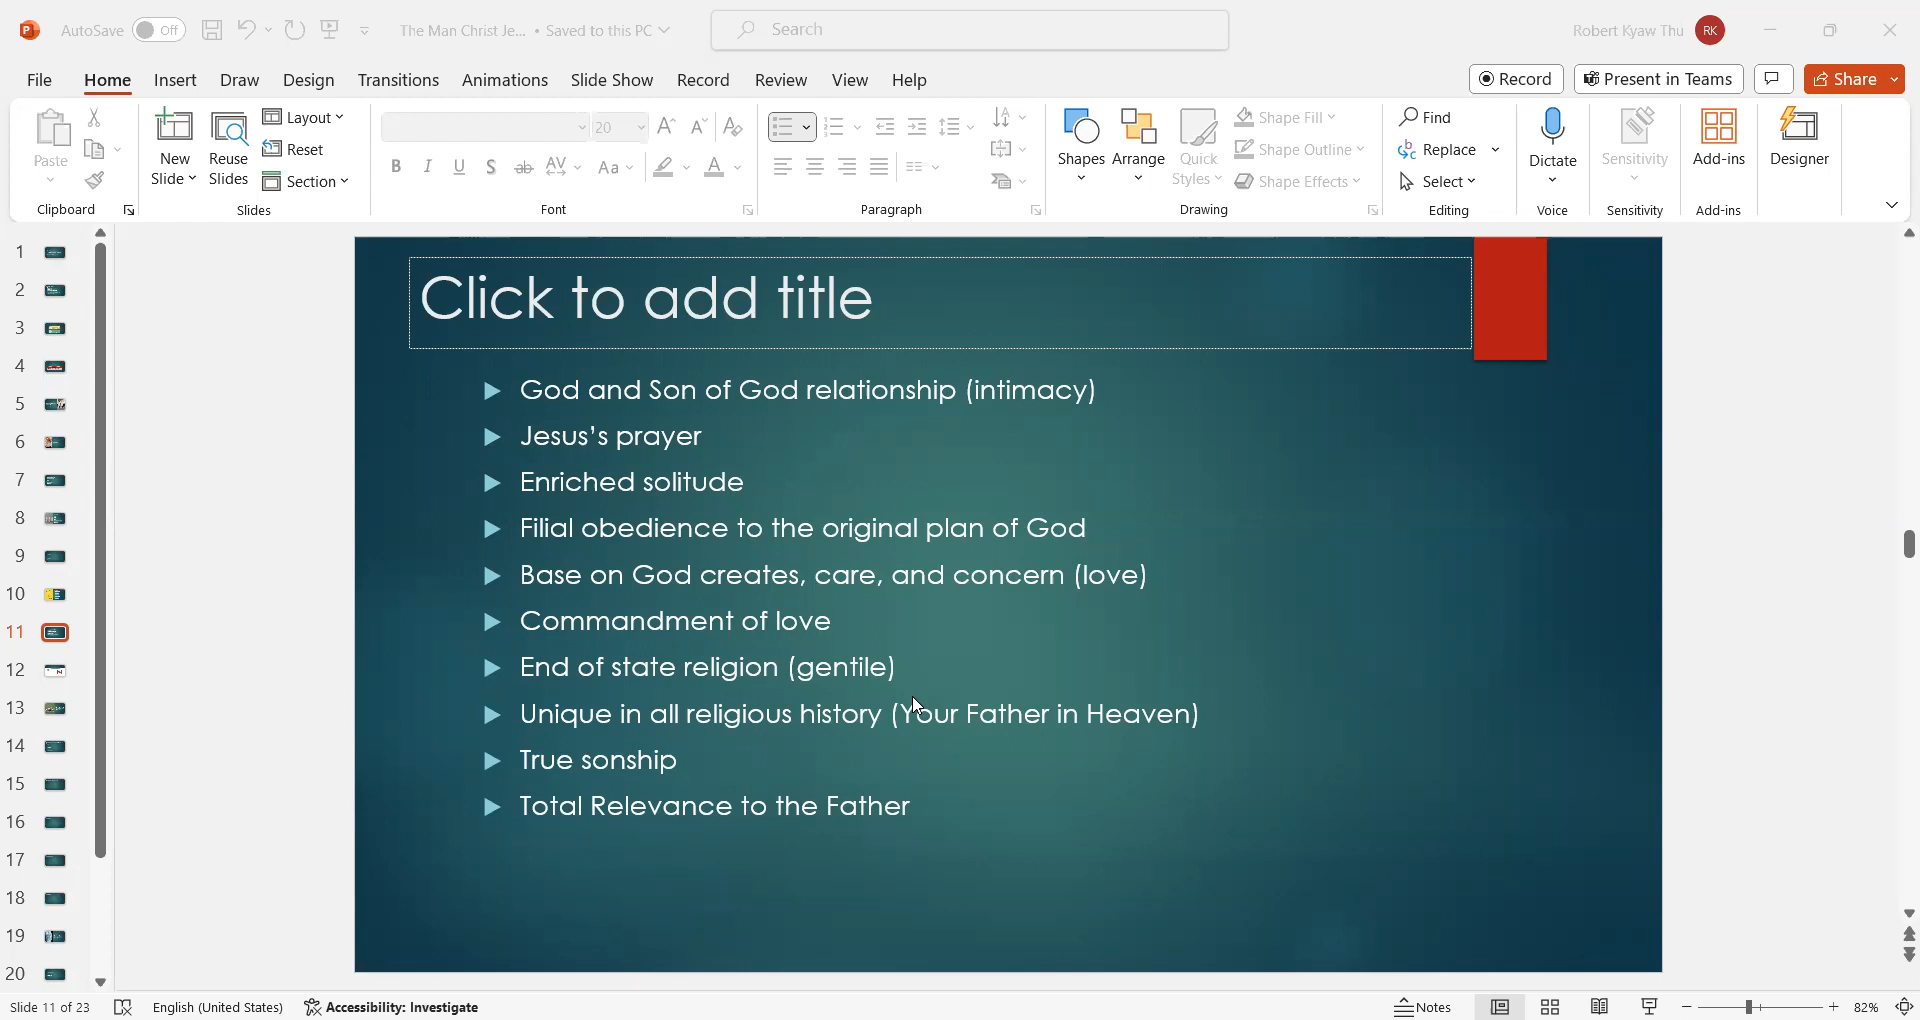 AutoSave Off The Man Christ Je... • Saved to this PC Search Robert Kyaw Thu RK
File Home Insert Draw Design Transitions Animations Slide Show Record Review View Help Record Present in Teams Share
Paste New Slide Reuse Slides Layout Reset Section 20 Shapes Arrange Quick Styles Shape Fill Shape Outline Shape Effects Find Replace Select Dictate Sensitivity Add-ins Designer
Clipboard Slides Font Paragraph Drawing Editing Voice Sensitivity Add-ins
1
2
3
4
5
6
7
8
9
10
11
12
13
14
15
16
17
18
19
20
Click to add title
God and Son of God relationship (intimacy)
Jesus’s prayer
Enriched solitude
Filial obedience to the original plan of God
Base on God creates, care, and concern (love)
Commandment of love
End of state religion (gentile)
Unique in all religious history (Your Father in Heaven)
True sonship
Total Relevance to the Father
Slide 11 of 23 English (United States) Accessibility: Investigate Notes 82%